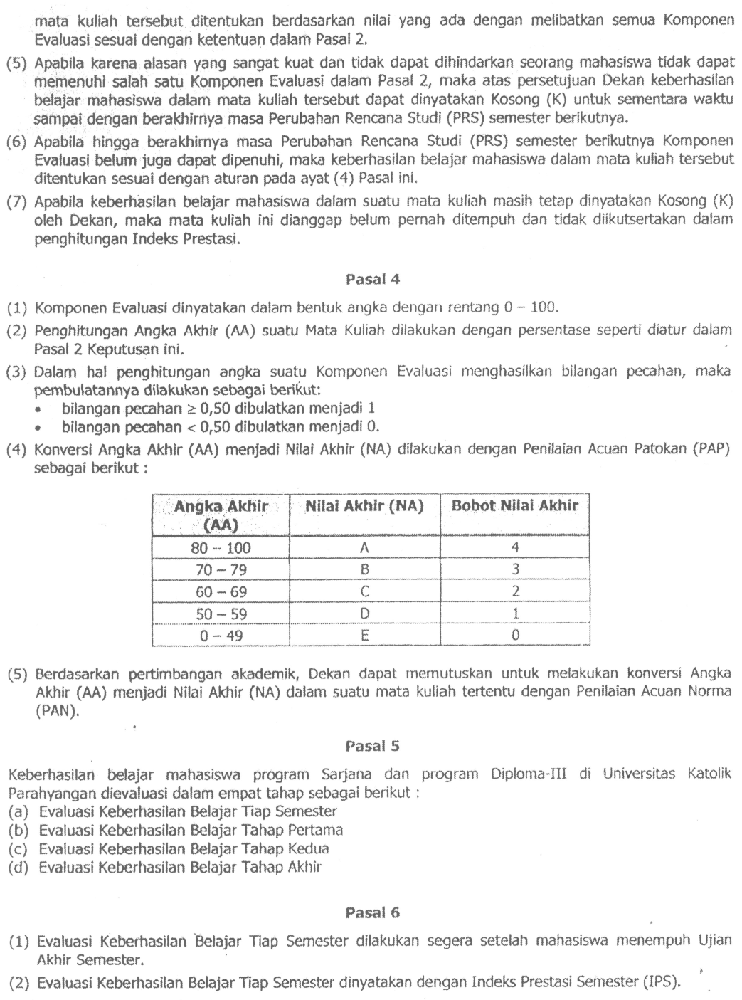 mata kuliah tersebut ditentukan berdasarkan nilai yang ada dengan melibatkan semua Komponen
Evaluasi sesuai dengan ketentuan dalam Pasal 2.
(5) Apabila karena alasan yang sangat kuat dan tidak dapat dihindarkan seorang mahasiswa tidak dapat
memenuhi salah satu Komponen Evaluasi dalam Pasal 2, maka atas persetujuan Dekan keberhasilan
belajar mahasiswa dalam mata kuliah tersebut dapat dinyatakan Kosong (K) untuk sementara waktu
sampai dengan berakhirnya masa Perubahan Rencana Studi (PRS) semester berikutnya.
(6) Apabila hingga berakhirnya masa Perubahan Rencana Studi (PRS) semester berikutnya Komponen
Evaluasi belum juga dapat dipenuhi, maka keberhasilan belajar mahasiswa dalam mata kuliah tersebut
ditentukan sesuai dengan aturan pada ayat (4) Pasal ini.
(7) Apabila keberhasilan belajar mahasiswa dalam suatu mata kuliah masih tetap dinyatakan Kosong (K)
oleh Dekan, maka mata kuliah ini dianggap belum pernah ditempuh dan tidak diikutsertakan dalam
penghitungan Indeks Prestasi.
Pasal 4
(1) Komponen Evaluasi dinyatakan dalam bentuk angka dengan rentang 0 – 100.
(2) Penghitungan Angka Akhir (AA) suatu Mata Kuliah dilakukan dengan persentase seperti diatur dalam
Pasal 2 Keputusan ini.
(3) Dalam hal penghitungan angka suatu Komponen Evaluasi menghasilkan bilangan pecahan, maka
pembulatannya dilakukan sebagai berikut:
• bilangan pecahan ≥ 0,50 dibulatkan menjadi 1
• bilangan pecahan < 0,50 dibulatkan menjadi 0.
(4) Konversi Angka Akhir (AA) menjadi Nilai Akhir (NA) dilakukan dengan Penilaian Acuan Patokan (PAP)
sebagai berikut :
Angka Akhir (AA) Nilai Akhir (NA) Bobot Nilai Akhir
80 – 100 A 4
70 – 79 B 3
60 – 69 C 2
50 – 59 D 1
0 – 49 E 0
(5) Berdasarkan pertimbangan akademik, Dekan dapat memutuskan untuk melakukan konversi Angka
Akhir (AA) menjadi Nilai Akhir (NA) dalam suatu mata kuliah tertentu dengan Penilaian Acuan Norma
(PAN).
Pasal 5
Keberhasilan belajar mahasiswa program Sarjana dan program Diploma-III di Universitas Katolik
Parahyangan dievaluasi dalam empat tahap sebagai berikut :
(a) Evaluasi Keberhasilan Belajar Tiap Semester
(b) Evaluasi Keberhasilan Belajar Tahap Pertama
(c) Evaluasi Keberhasilan Belajar Tahap Kedua
(d) Evaluasi Keberhasilan Belajar Tahap Akhir
Pasal 6
(1) Evaluasi Keberhasilan Belajar Tiap Semester dilakukan segera setelah mahasiswa menempuh Ujian
Akhir Semester.
(2) Evaluasi Keberhasilan Belajar Tiap Semester dinyatakan dengan Indeks Prestasi Semester (IPS).